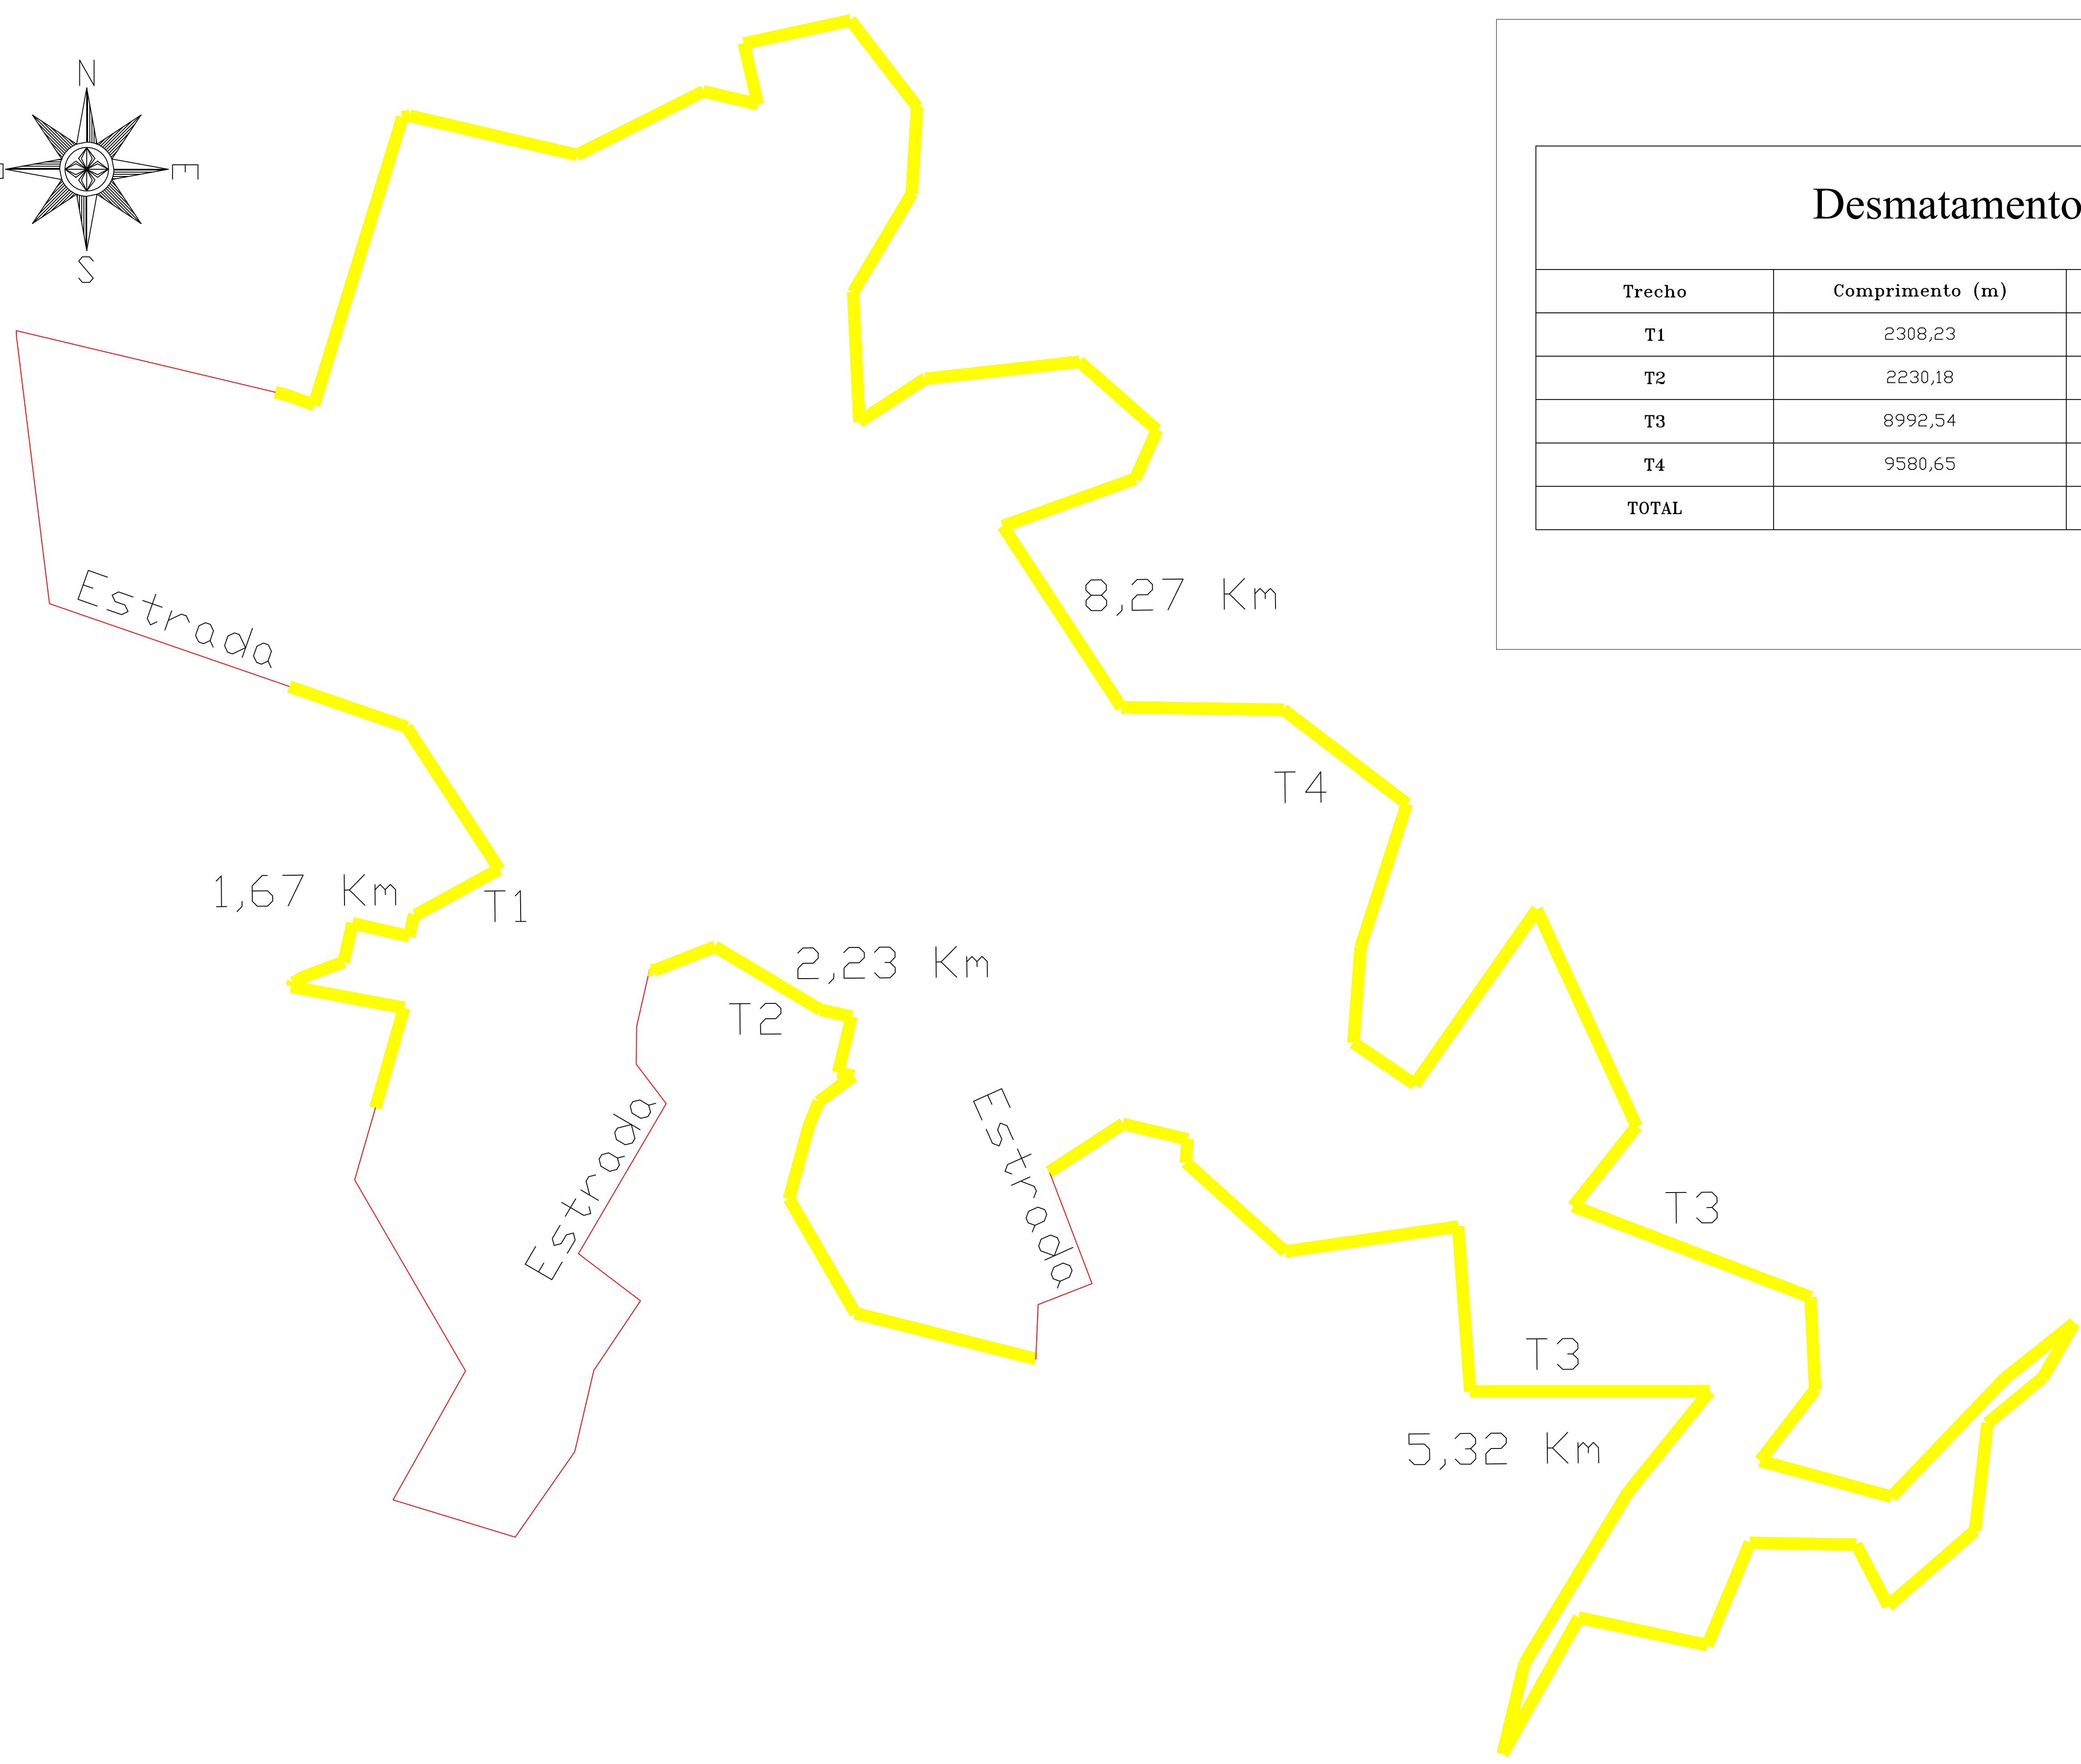 N
E
S
Desmatamento
Trecho Comprimento (m)
T1 2308,23
T2 2230,18
T3 8992,54
T4 9580,65
TOTAL
Estrada
8,27 Km
T4
1,67 Km
T1
2,23 Km
T2
Estrada
Estrada
T3
T3
5,32 Km